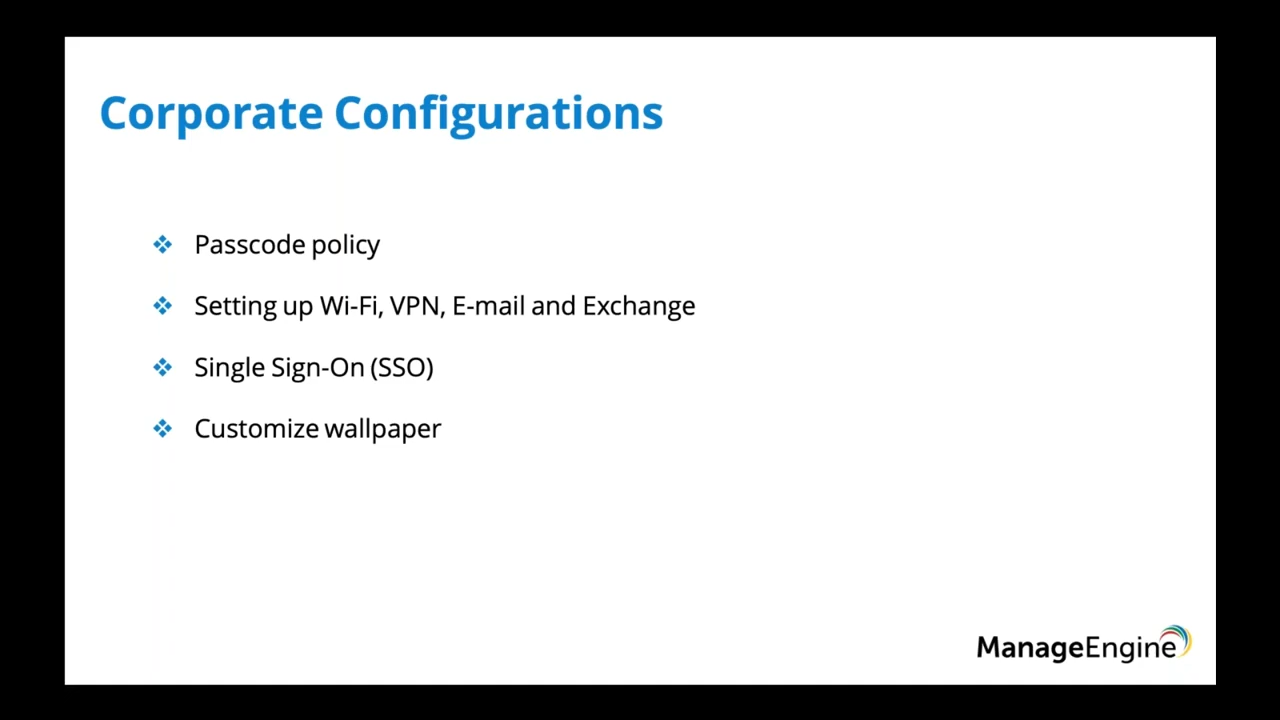 Corporate Configurations
Passcode policy
Setting up Wi-Fi, VPN, E-mail and Exchange
Single Sign-On (SSO)
Customize wallpaper
ManageEngine